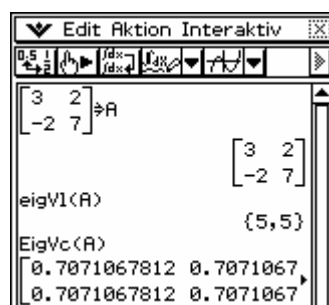 Edit Aktion Interaktiv
[3 2
-2 7]⇒A
[3 2
-2 7]
eigVl(A)
{5,5}
EigVc(A)
[0.7071067812 0.7071067
0.7071067812 0.7071067